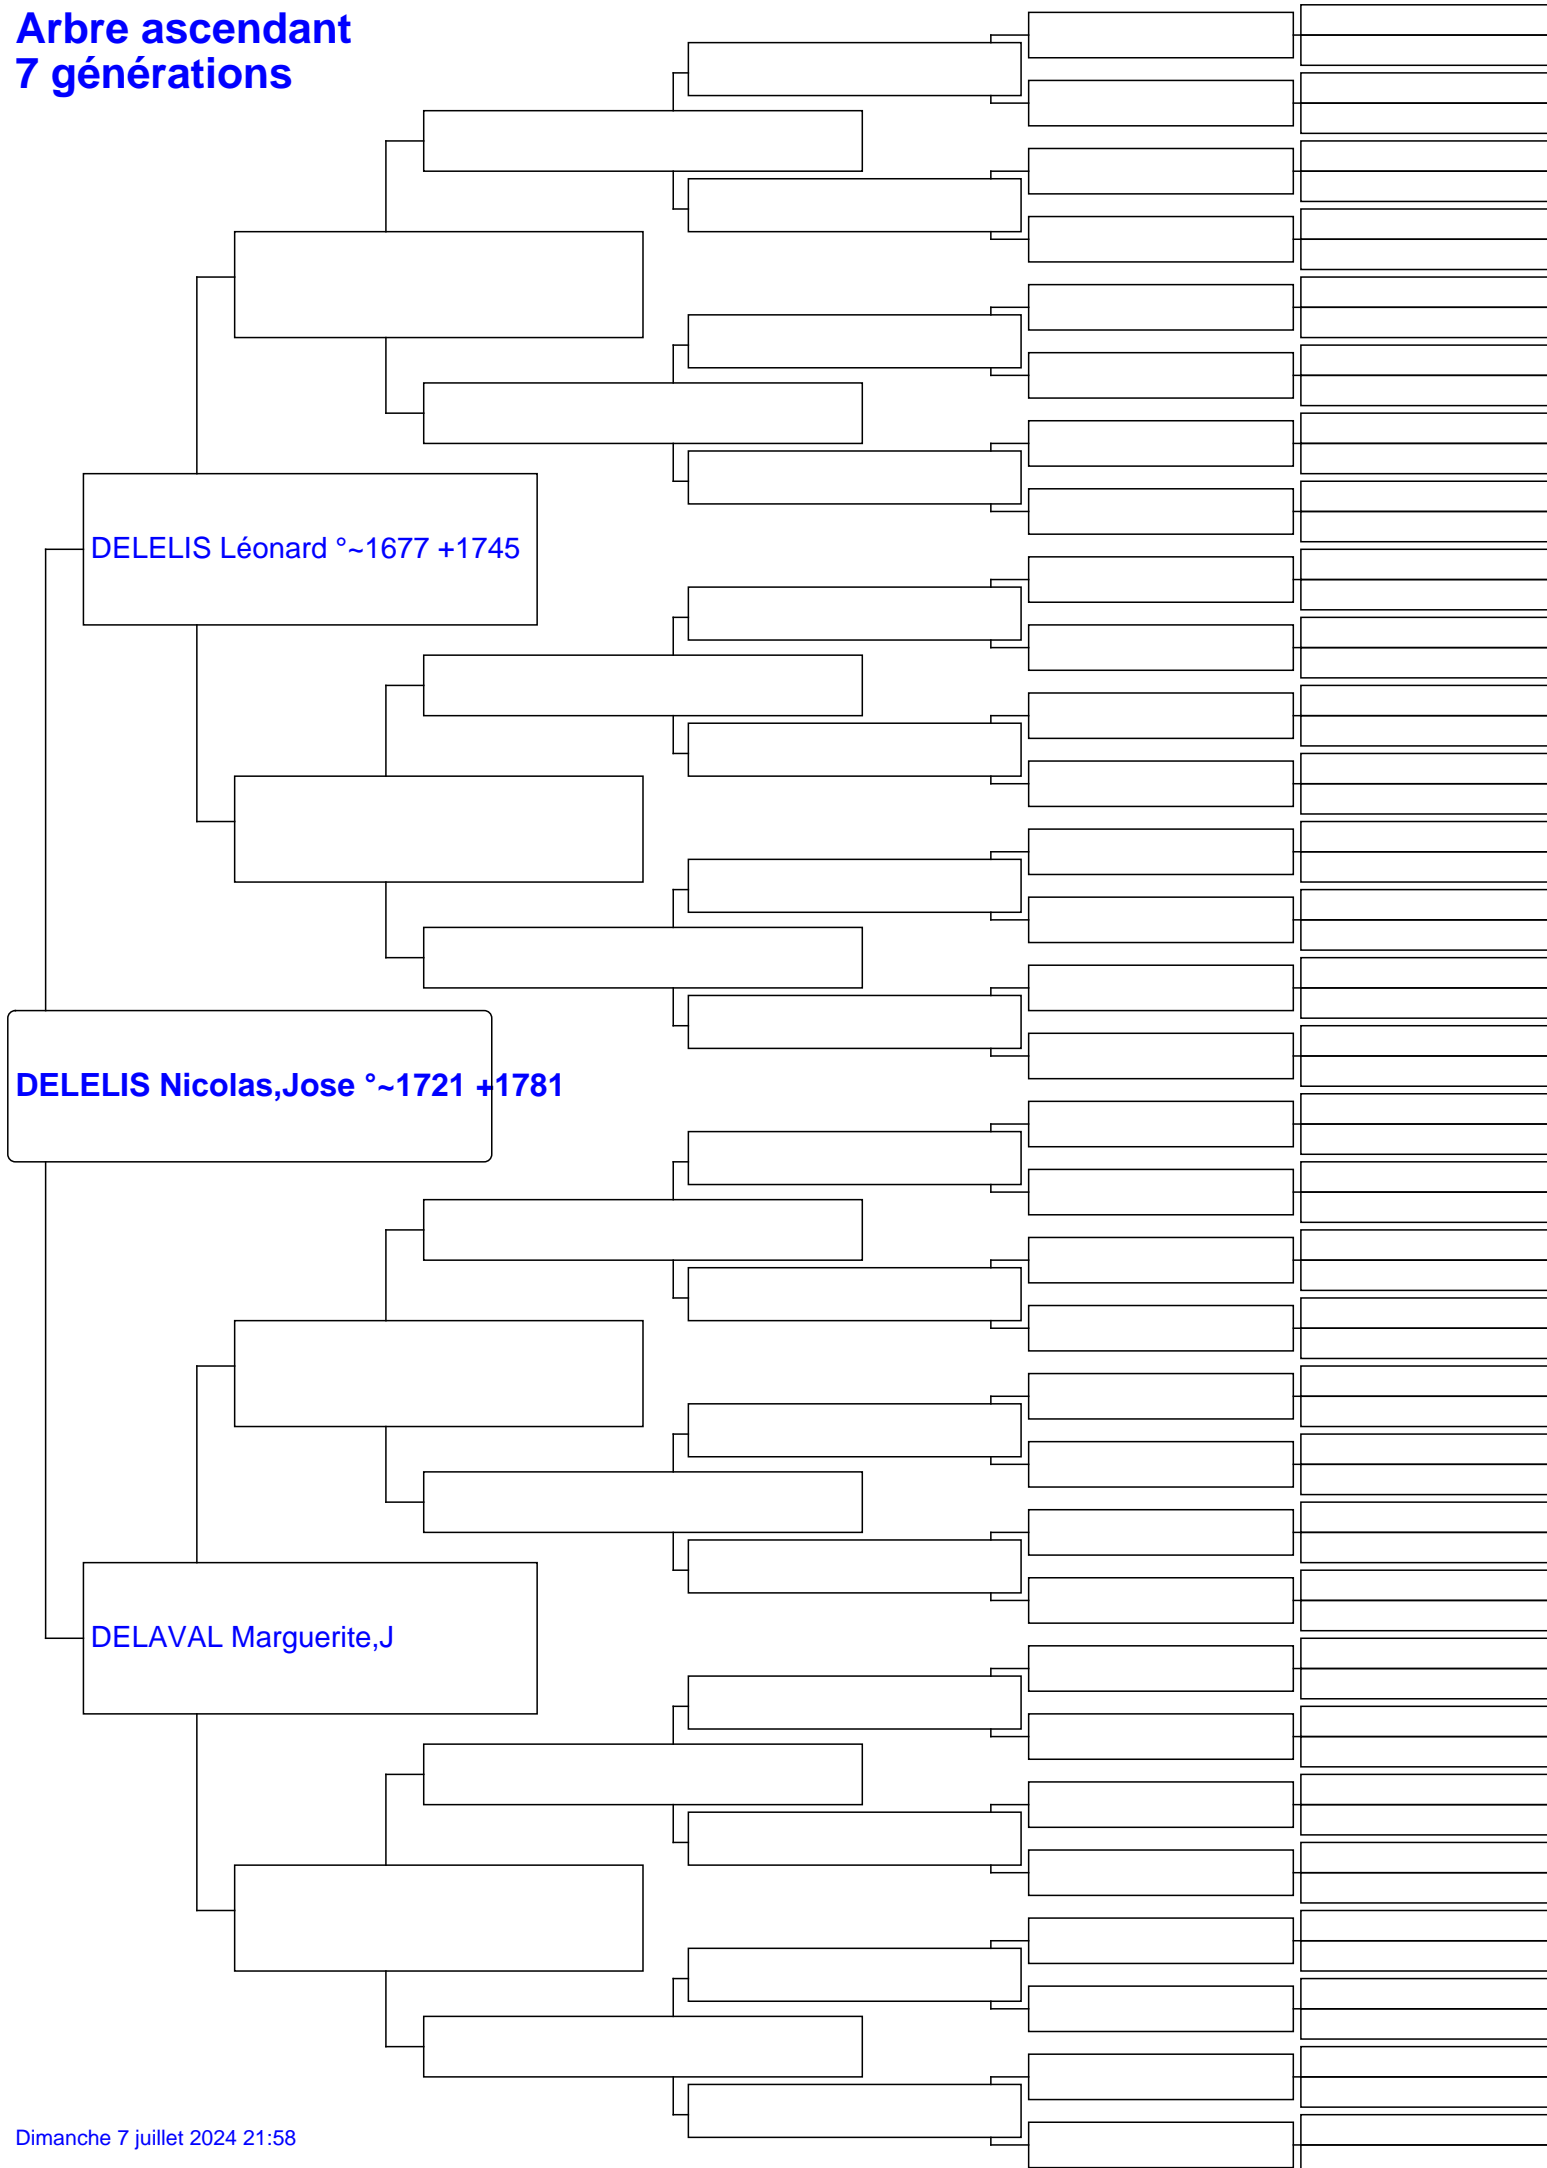 Arbre ascendant
7 générations
DELELIS Léonard °~1677 +1745
DELELIS Nicolas,Jose °~1721 +1781
DELAVAL Marguerite,J
Dimanche 7 juillet 2024 21:58